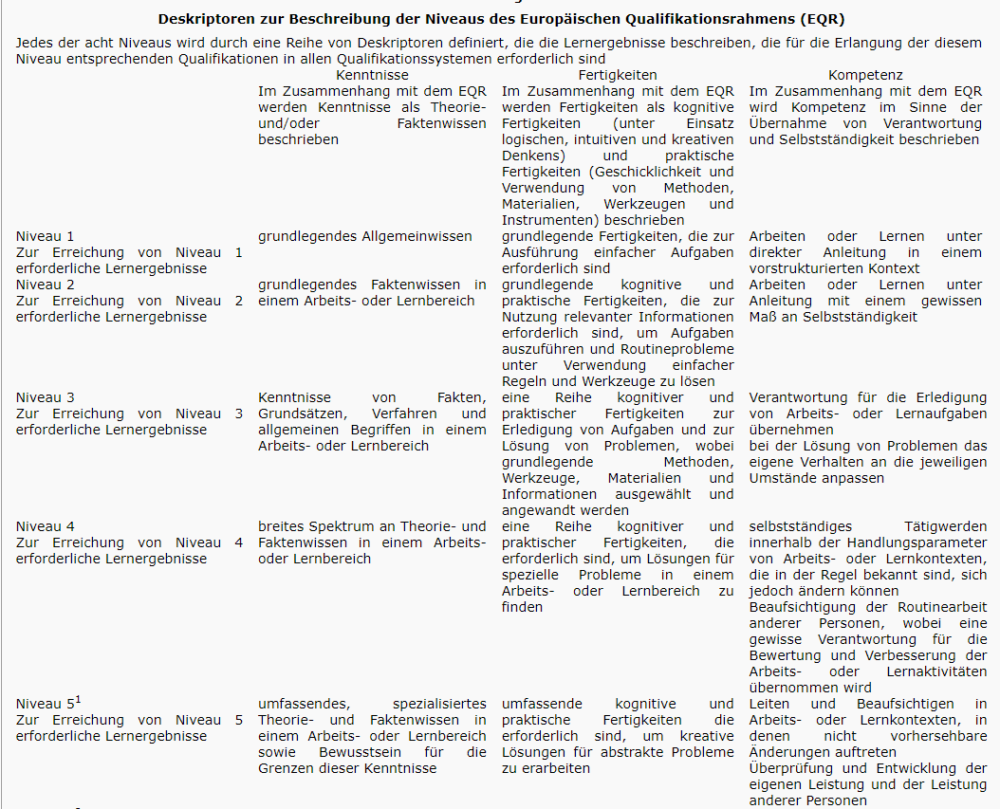 Deskriptoren zur Beschreibung der Niveaus des Europäischen Qualifikationsrahmens (EQR)
Jedes der acht Niveaus wird durch eine Reihe von Deskriptoren definiert, die die Lernergebnisse beschreiben, die für die Erlangung der diesem
Niveau entsprechenden Qualifikationen in allen Qualifikationssystemen erforderlich sind
Kenntnisse
Im Zusammenhang mit dem EQR
werden Kenntnisse als Theorie-
und/oder Faktenwissen
beschrieben
Fertigkeiten
Im Zusammenhang mit dem EQR
werden Fertigkeiten als kognitive
Fertigkeiten (unter Einsatz
logischen, intuitiven und kreativen
Denkens) und praktische
Fertigkeiten (Geschicklichkeit und
Verwendung von Methoden,
Materialien, Werkzeugen und
Instrumenten) beschrieben
Kompetenz
Im Zusammenhang mit dem EQR
wird Kompetenz im Sinne der
Übernahme von Verantwortung
und Selbstständigkeit beschrieben
Niveau 1
Zur Erreichung von Niveau 1
erforderliche Lernergebnisse
grundlegendes Allgemeinwissen
grundlegende Fertigkeiten, die zur
Ausführung einfacher Aufgaben
erforderlich sind
Arbeiten oder Lernen unter
direkter Anleitung in einem
vorstrukturierten Kontext
Niveau 2
Zur Erreichung von Niveau 2
erforderliche Lernergebnisse
grundlegendes Faktenwissen in
einem Arbeits- oder Lernbereich
grundlegende kognitive und
praktische Fertigkeiten, die zur
Nutzung relevanter Informationen
erforderlich sind, um Aufgaben
auszuführen und Routineprobleme
unter Verwendung einfacher
Regeln und Werkzeuge zu lösen
Arbeiten oder Lernen unter
Anleitung mit einem gewissen
Maß an Selbstständigkeit
Niveau 3
Zur Erreichung von Niveau 3
erforderliche Lernergebnisse
Kenntnisse von Fakten,
Grundsätzen, Verfahren und
allgemeinen Begriffen in einem
Arbeits- oder Lernbereich
eine Reihe kognitiver und
praktischer Fertigkeiten zur
Erledigung von Aufgaben und zur
Lösung von Problemen, wobei
grundlegende Methoden,
Werkzeuge, Materialien und
Informationen ausgewählt und
angewandt werden
Verantwortung für die Erledigung
von Arbeits- oder Lernaufgaben
übernehmen
bei der Lösung von Problemen das
eigene Verhalten an die jeweiligen
Umstände anpassen
Niveau 4
Zur Erreichung von Niveau 4
erforderliche Lernergebnisse
breites Spektrum an Theorie- und
Faktenwissen in einem Arbeits-
oder Lernbereich
eine Reihe kognitiver und
praktischer Fertigkeiten, die
erforderlich sind, um Lösungen für
spezielle Probleme in einem
Arbeits- oder Lernbereich zu
finden
selbstständiges Tätigwerden
innerhalb der Handlungsparameter
von Arbeits- oder Lernkontexten,
die in der Regel bekannt sind, sich
jedoch ändern können
Beaufsichtigung der Routinearbeit
anderer Personen, wobei eine
gewisse Verantwortung für die
Bewertung und Verbesserung der
Arbeits- oder Lernaktivitäten
übernommen wird
Niveau 5¹
Zur Erreichung von Niveau 5
erforderliche Lernergebnisse
umfassendes, spezialisiertes
Theorie- und Faktenwissen in
einem Arbeits- oder Lernbereich
sowie Bewusstsein für die
Grenzen dieser Kenntnisse
umfassende kognitive und
praktische Fertigkeiten die
erforderlich sind, um kreative
Lösungen für abstrakte Probleme
zu erarbeiten
Leiten und Beaufsichtigen in
Arbeits- oder Lernkontexten, in
denen nicht vorhersehbare
Änderungen auftreten
Überprüfung und Entwicklung der
eigenen Leistung und der Leistung
anderer Personen